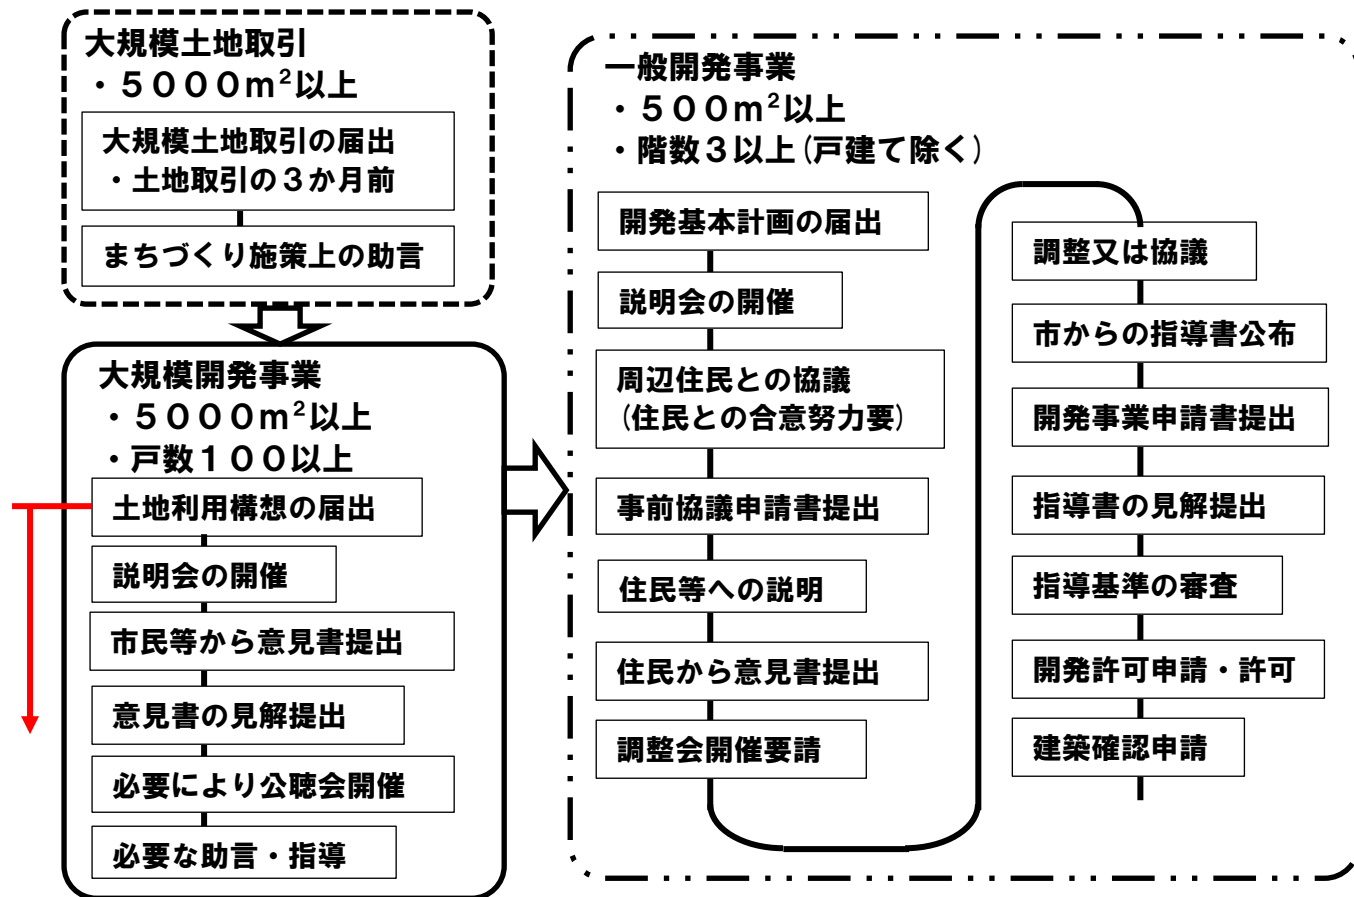 大規模土地取引
・５０００ｍ²以上
大規模土地取引の届出
・土地取引の３か月前
まちづくり施策上の助言
大規模開発事業
・５０００ｍ²以上
・戸数１００以上
土地利用構想の届出
説明会の開催
市民等から意見書提出
意見書の見解提出
必要により公聴会開催
必要な助言・指導
一般開発事業
・５００ｍ²以上
・階数３以上(戸建て除く)
開発基本計画の届出
説明会の開催
周辺住民との協議
(住民との合意努力要)
事前協議申請書提出
住民等への説明
住民から意見書提出
調整会開催要請
調整又は協議
市からの指導書公布
開発事業申請書提出
指導書の見解提出
指導基準の審査
開発許可申請・許可
建築確認申請